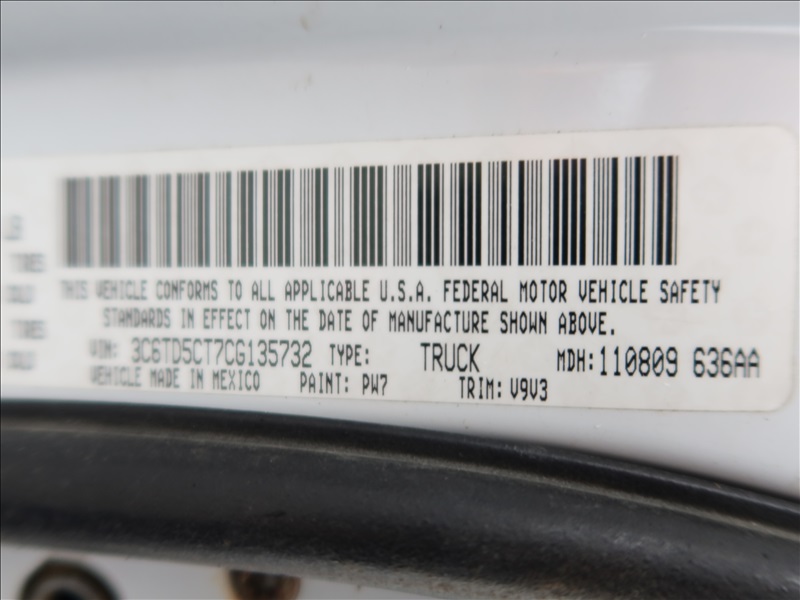 THIS VEHICLE CONFORMS TO ALL APPLICABLE U.S.A. FEDERAL MOTOR VEHICLE SAFETY
STANDARDS IN EFFECT ON THE DATE OF MANUFACTURE SHOWN ABOVE.
VIN: 3C6TD5CT7CG135732 TYPE: TRUCK MDH: 110809 636AA
VEHICLE MADE IN MEXICO PAINT: PW7 TRIM: V9V3